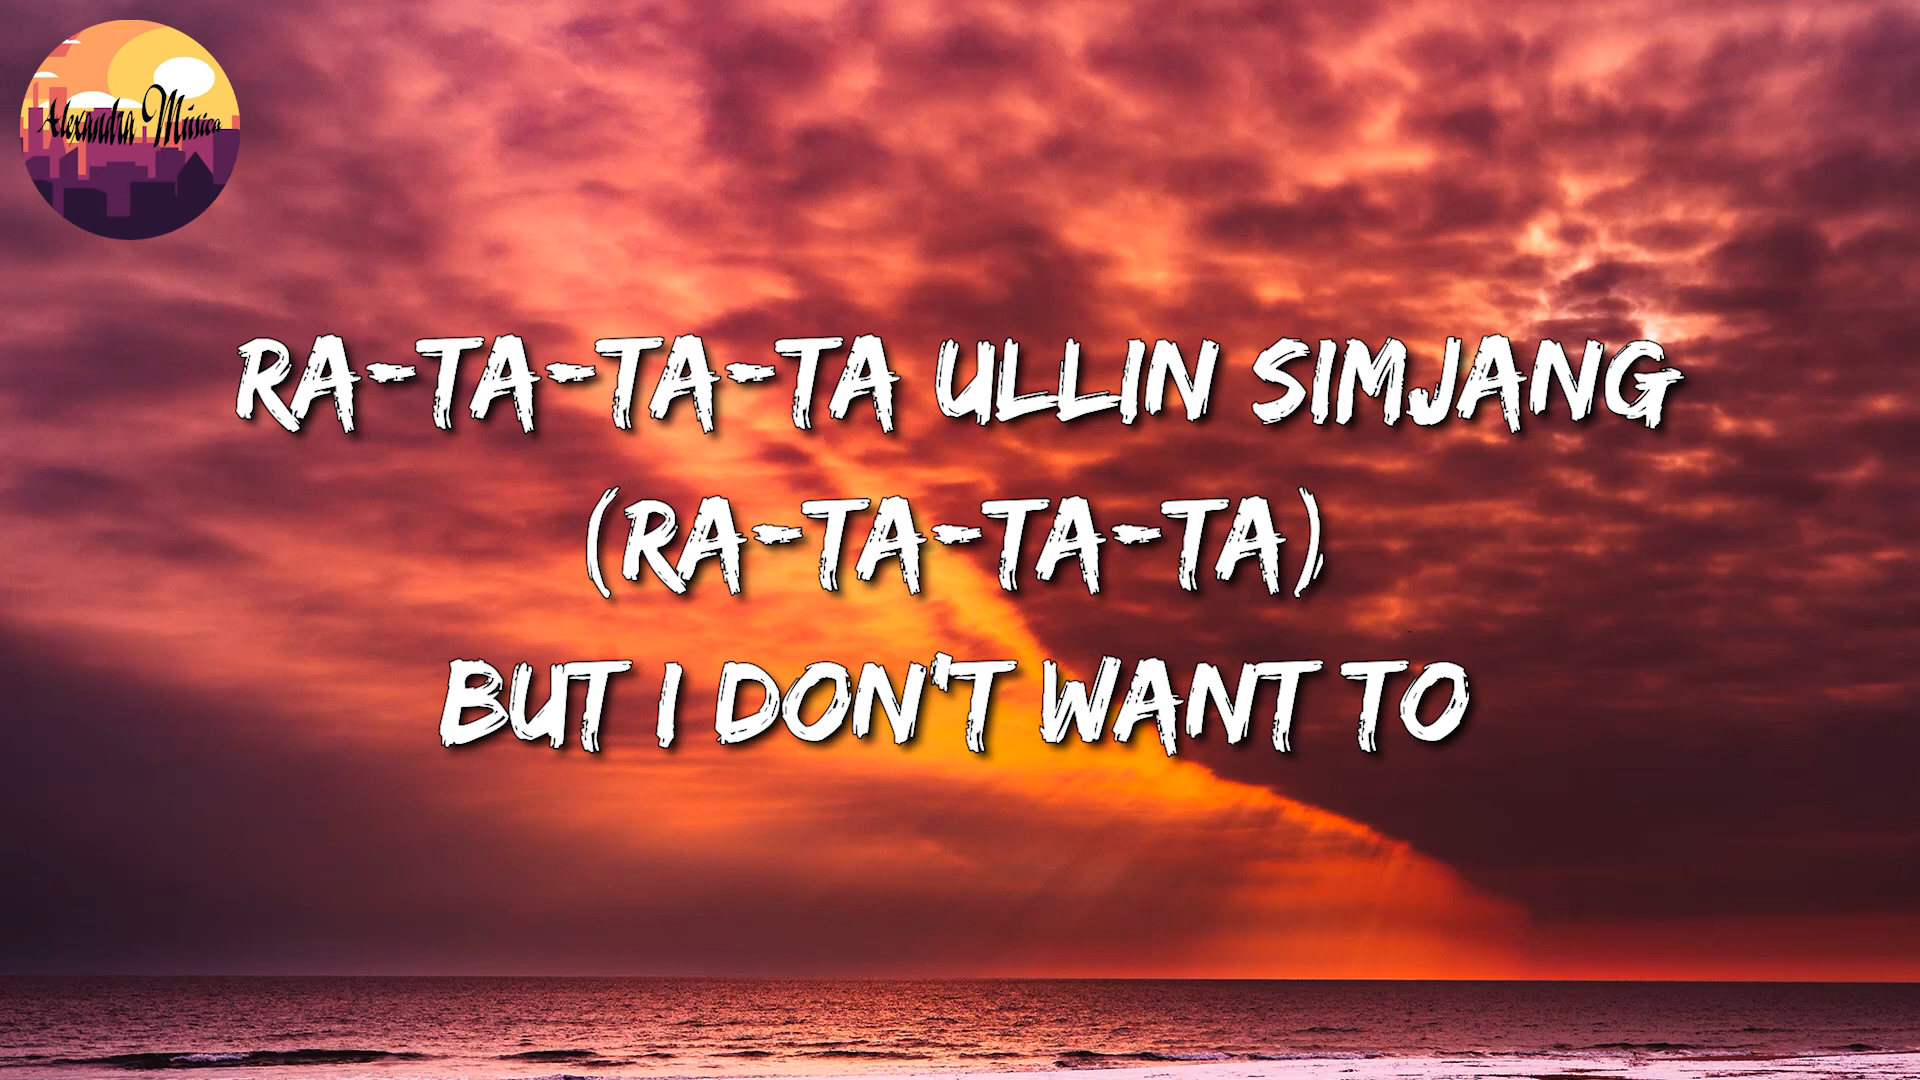 Alexandra Música
RA-TA-TA-TA ULLIN SIMJANG
(RA-TA-TA-TA)
BUT I DON'T WANT TO